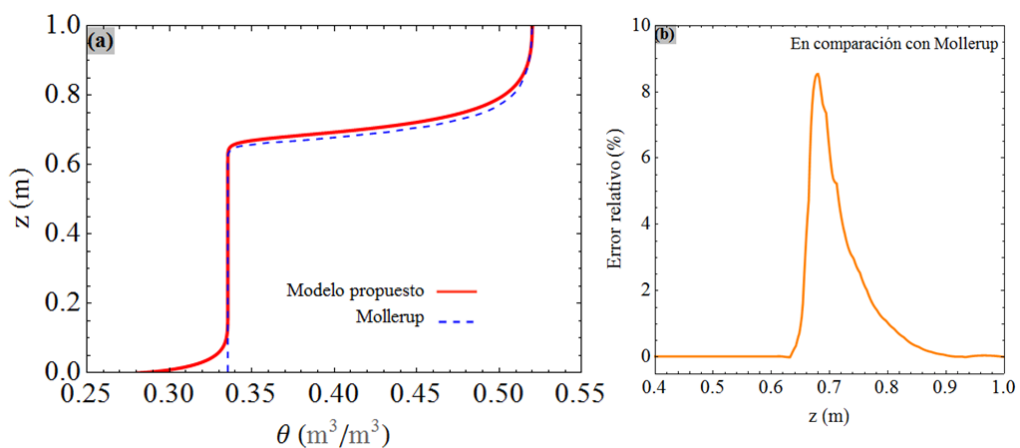 (a)
1.0
0.8
0.6
0.4
0.2
0.0
z (m)
Modelo propuesto
Mollerup
0.25 0.30 0.35 0.40 0.45 0.50 0.55
θ (m³/m³)
(b)
En comparación con Mollerup
10
8
6
4
2
0
Error relativo (%)
0.4 0.5 0.6 0.7 0.8 0.9 1.0
z (m)